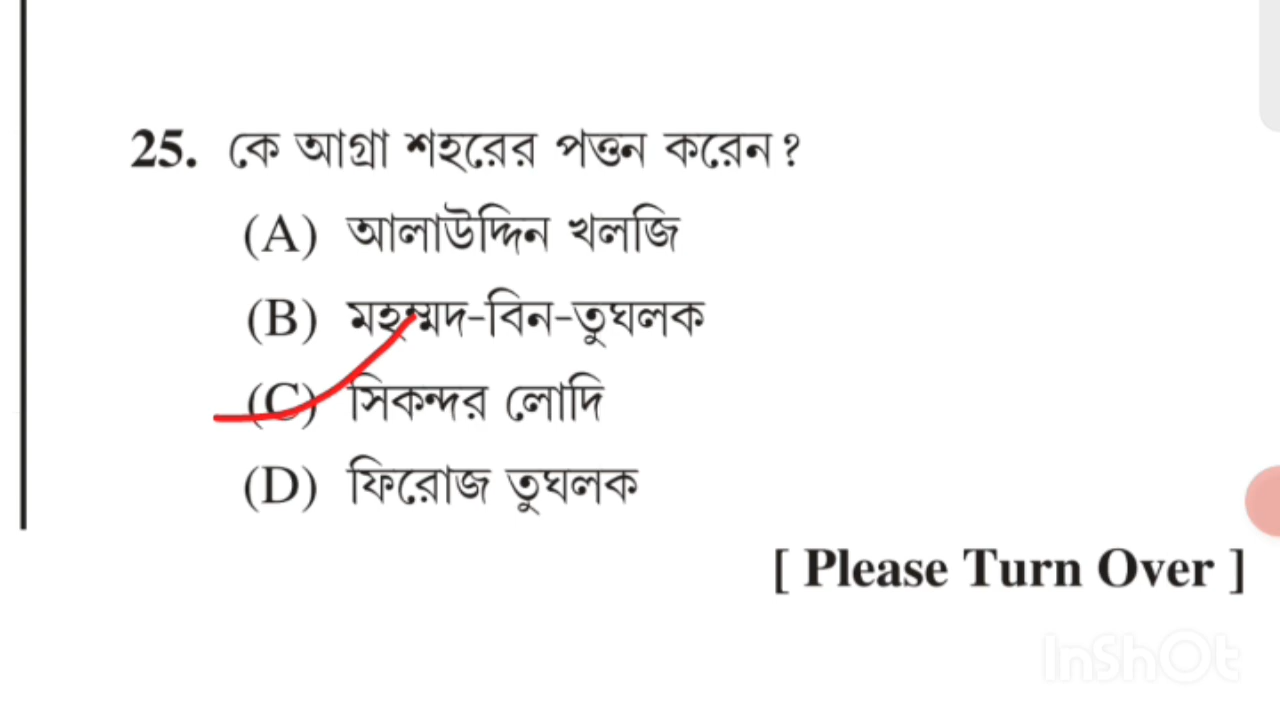 25. কে আগ্রা শহরের পত্তন করেন?
(A) আলাউদ্দিন খলজি
(B) মহম্মদ-বিন-তুঘলক
(C) সিকন্দর লোদি
(D) ফিরোজ তুঘলক
[ Please Turn Over ]
InShOt